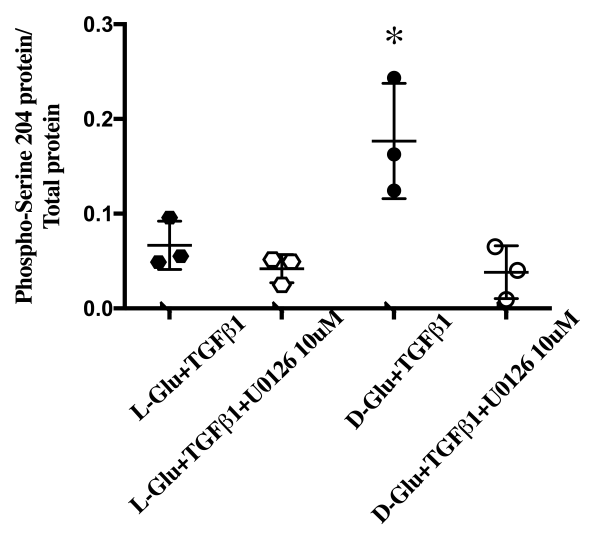 Phospho-Serine 204 protein/
Total protein
0.3
0.2
0.1
0.0
*
L-Glu+TGFβ1
L-Glu+TGFβ1+U0126 10uM
D-Glu+TGFβ1
D-Glu+TGFβ1+U0126 10uM